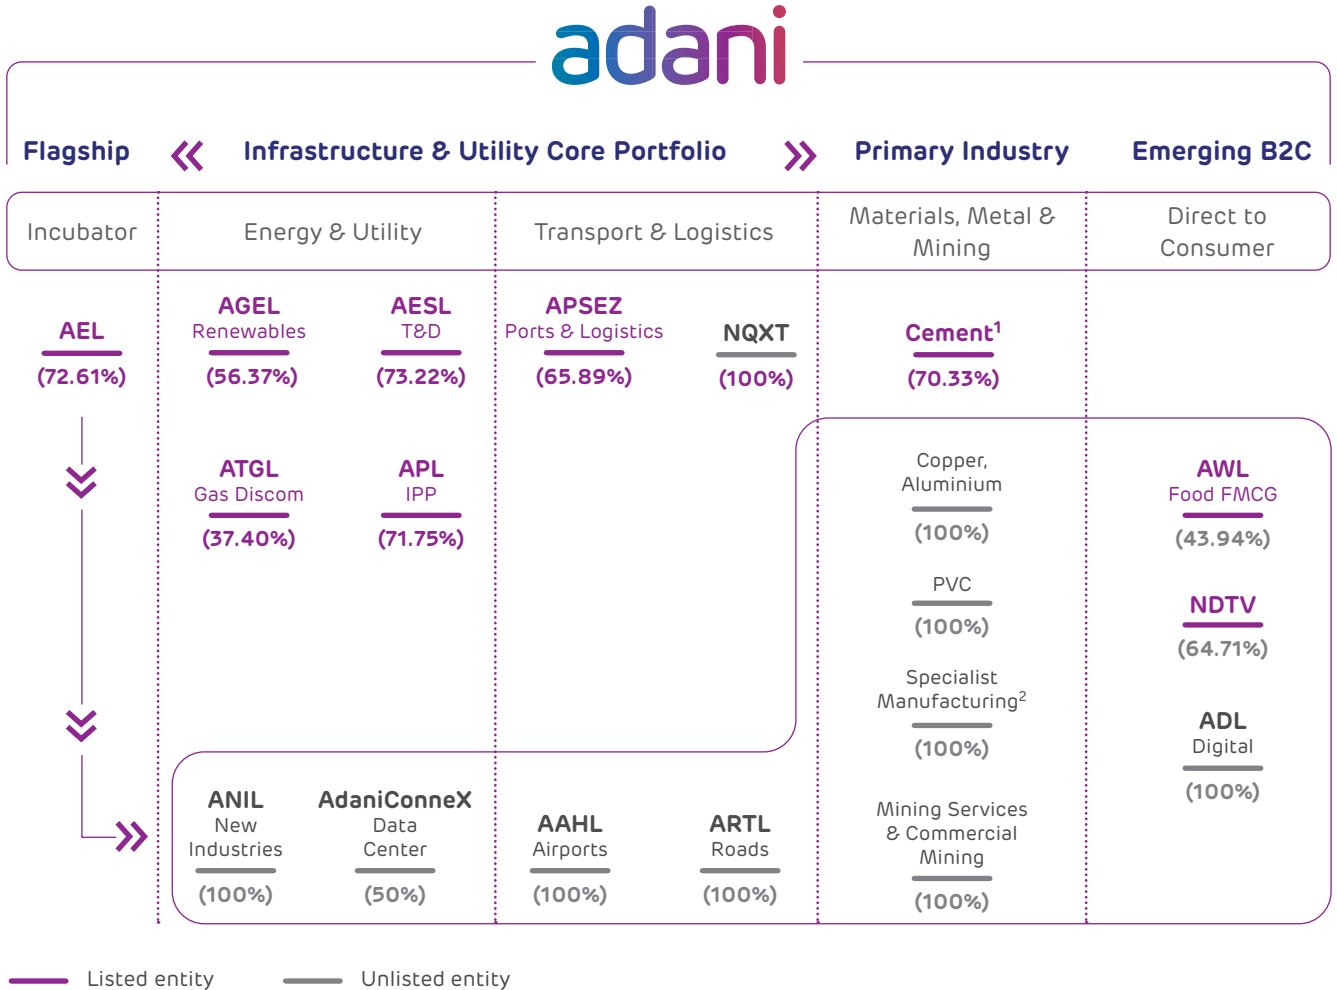 adani
Flagship
Infrastructure & Utility Core Portfolio
Primary Industry
Emerging B2C
Incubator
Energy & Utility
Transport & Logistics
Materials, Metal &
Mining
Direct to
Consumer
AEL
(72.61%)
AGEL
Renewables
(56.37%)
AESL
T&D
(73.22%)
APSEZ
Ports & Logistics
(65.89%)
NQXT
(100%)
Cement¹
(70.33%)
ATGL
Gas Discom
(37.40%)
APL
IPP
(71.75%)
Copper,
Aluminium
(100%)
PVC
(100%)
Specialist
Manufacturing²
(100%)
Mining Services
& Commercial
Mining
(100%)
AWL
Food FMCG
(43.94%)
NDTV
(64.71%)
ADL
Digital
(100%)
ANIL
New
Industries
(100%)
AdaniConneX
Data
Center
(50%)
AAHL
Airports
(100%)
ARTL
Roads
(100%)
Listed entity
Unlisted entity